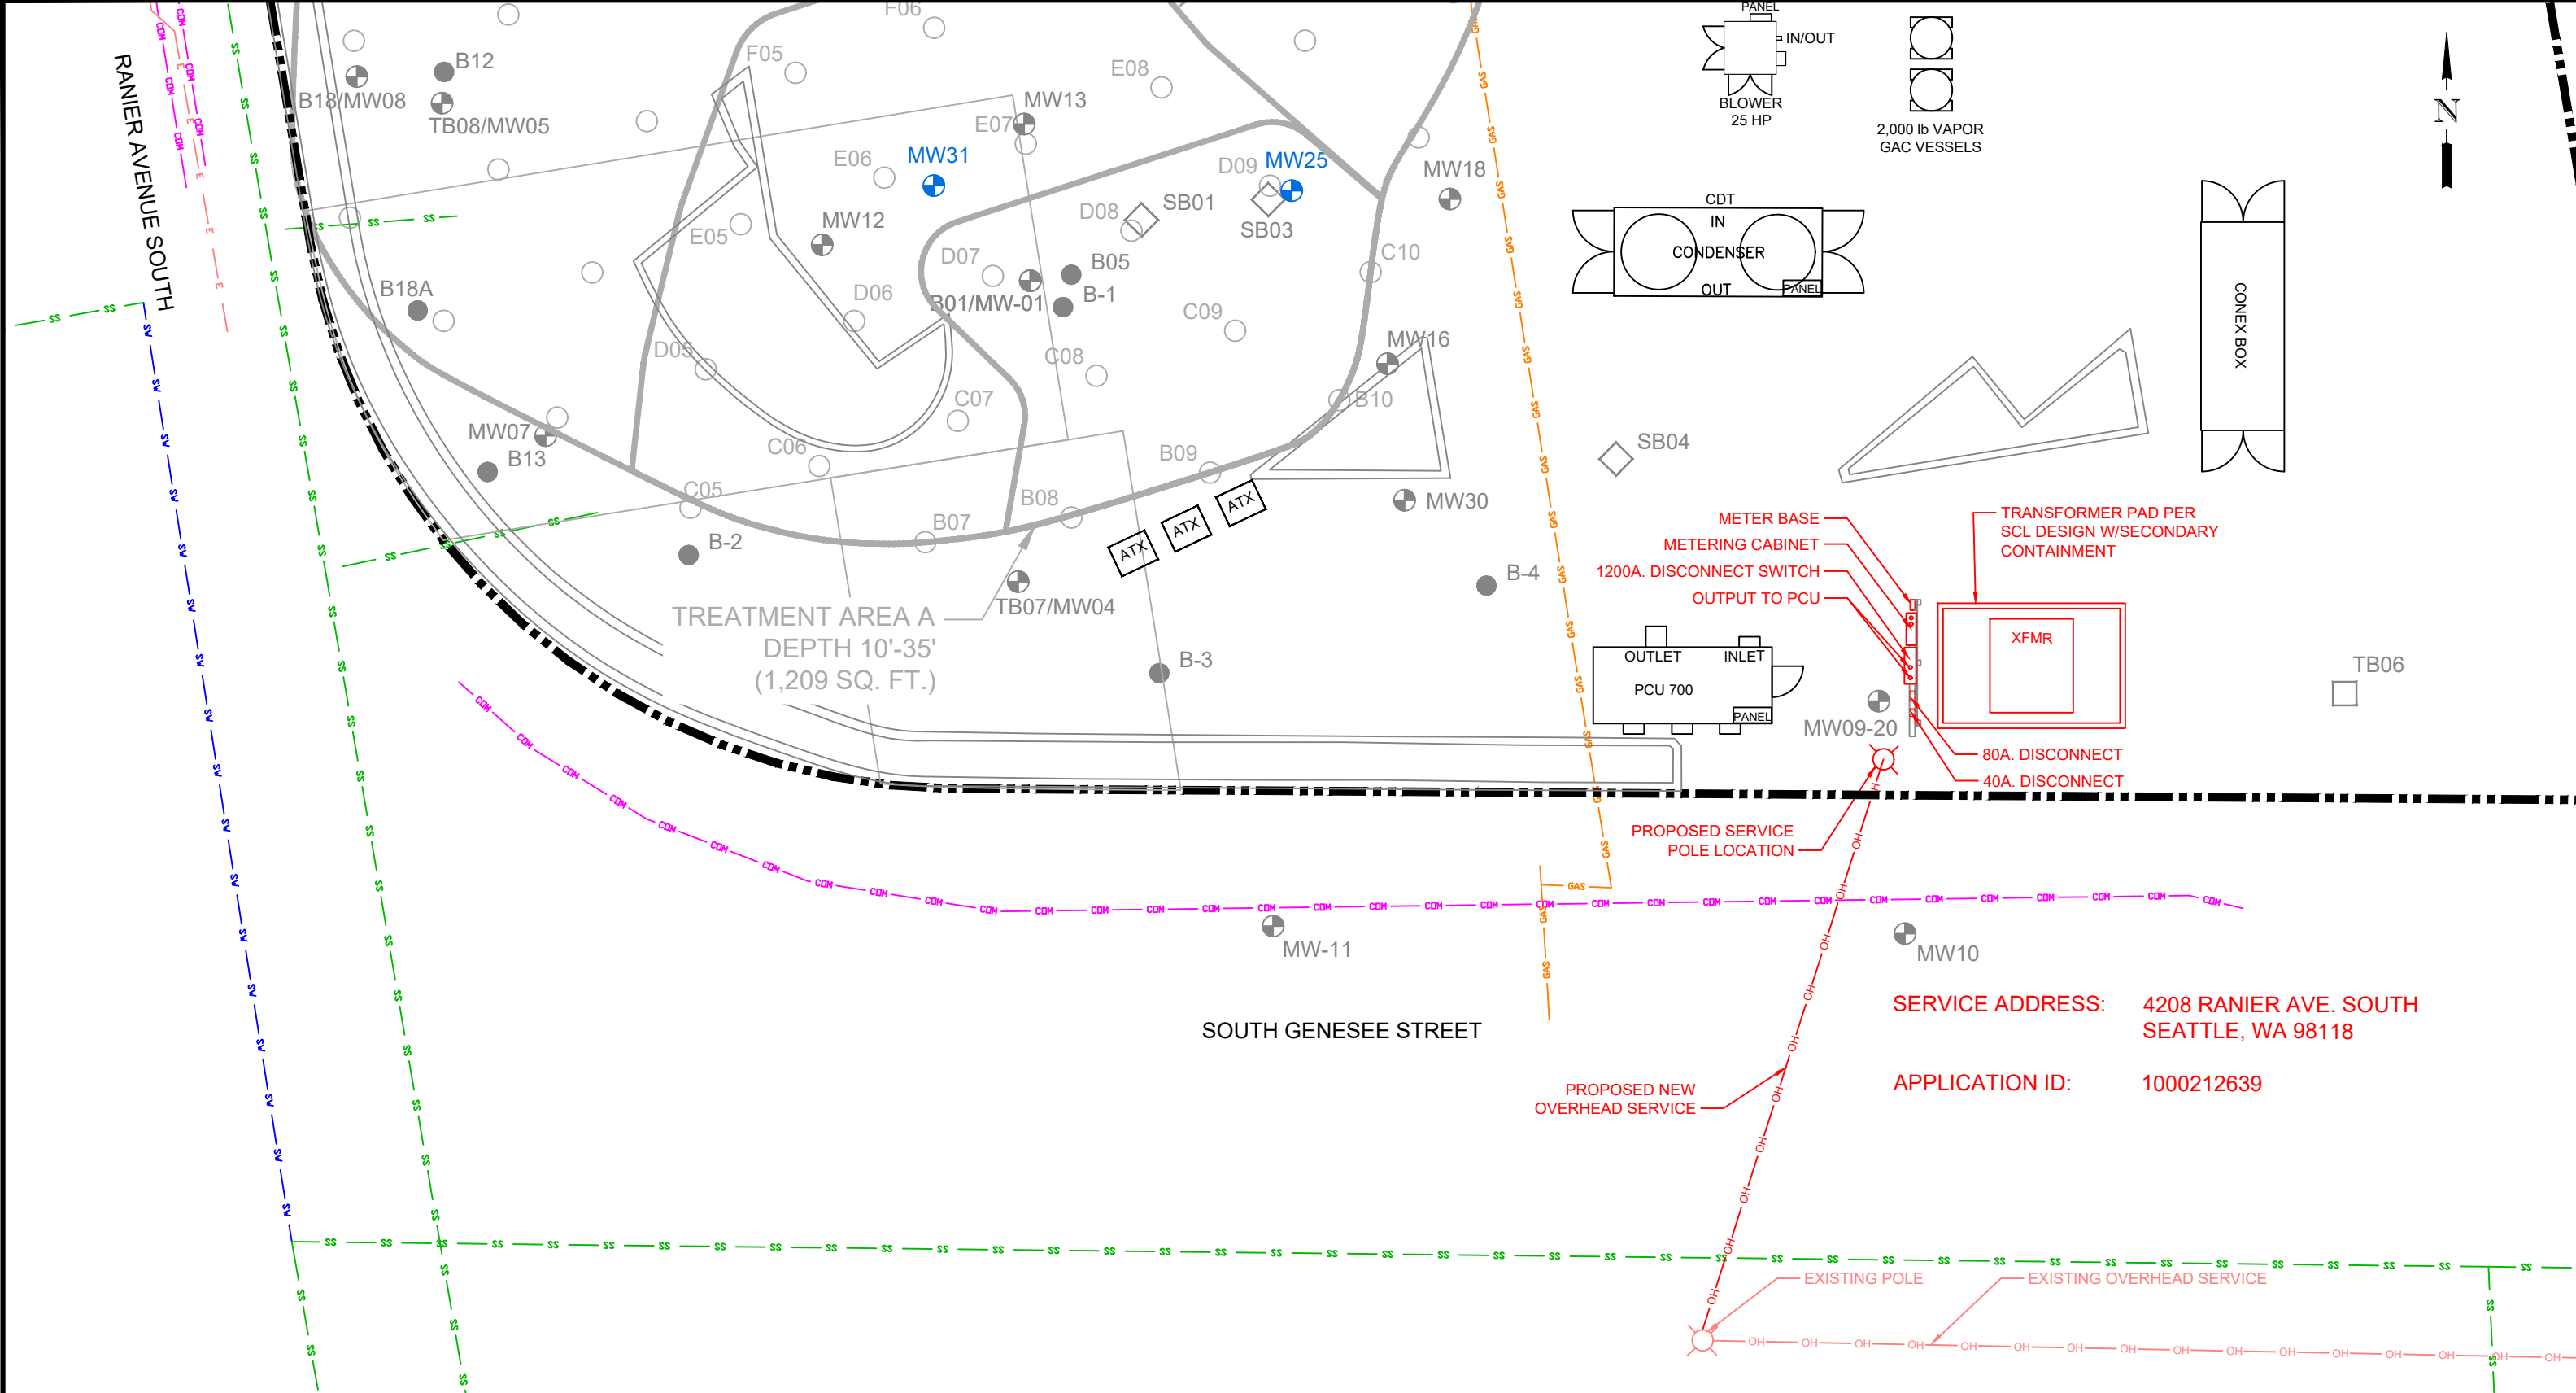 F06
PANEL
IN/OUT
BLOWER
25 HP
2,000 lb VAPOR
GAC VESSELS
N
RANIER AVENUE SOUTH
B12
B18/MW08
TB08/MW05
F05
E08
MW13
E07
E06
MW31
D09
MW25
MW18
E05
MW12
D08
SB01
SB03
D07
B05
B01/MW-01
B-1
C10
CDT
IN
CONDENSER
OUT
PANEL
CONEX BOX
B18A
D06
D05
C09
C08
MW16
C07
B10
MW07
B13
C06
B09
SB04
C05
B08
B07
B-2
ATX
ATX
ATX
MW30
B-4
TB07/MW04
TREATMENT AREA A
DEPTH 10'-35'
(1,209 SQ. FT.)
B-3
METER BASE
METERING CABINET
1200A. DISCONNECT SWITCH
OUTPUT TO PCU
TRANSFORMER PAD PER
SCL DESIGN W/SECONDARY
CONTAINMENT
XFMR
OUTLET
INLET
PCU 700
PANEL
MW09-20
TB06
80A. DISCONNECT
40A. DISCONNECT
PROPOSED SERVICE
POLE LOCATION
MW-11
MW10
SOUTH GENESEE STREET
SERVICE ADDRESS: 4208 RANIER AVE. SOUTH
SEATTLE, WA 98118
APPLICATION ID: 1000212639
PROPOSED NEW
OVERHEAD SERVICE
EXISTING POLE
EXISTING OVERHEAD SERVICE
COM
E
SS
SW
GAS
OH